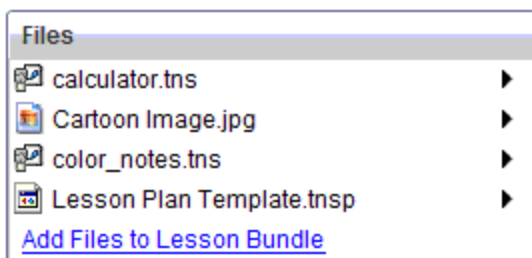 Files
calculator.tns
Cartoon Image.jpg
color_notes.tns
Lesson Plan Template.tnsp
Add Files to Lesson Bundle